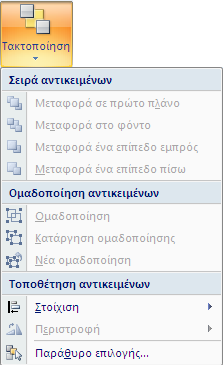 Τακτοποίηση
Σειρά αντικειμένων
Μεταφορά σε πρώτο πλάνο
Μεταφορά στο φόντο
Μεταφορά ένα επίπεδο εμπρός
Μεταφορά ένα επίπεδο πίσω
Ομαδοποίηση αντικειμένων
Ομαδοποίηση
Κατάργηση ομαδοποίησης
Νέα ομαδοποίηση
Τοποθέτηση αντικειμένων
Στοίχιση
Περιστροφή
Παράθυρο επιλογής...